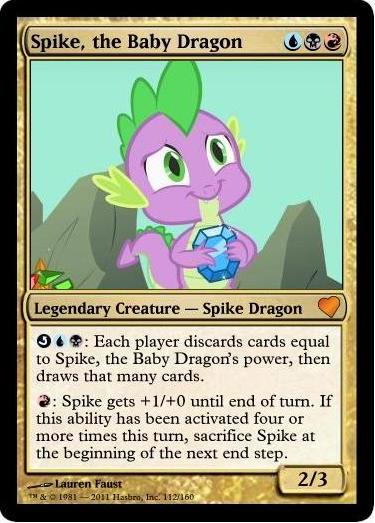 Spike, the Baby Dragon
Legendary Creature — Spike Dragon
: Each player discards cards equal
to Spike, the Baby Dragon's power, then
draws that many cards.
: Spike gets +1/+0 until end of turn. If
this ability has been activated four or
more times this turn, sacrifice Spike at
the beginning of the next end step.
Lauren Faust
™ & © 1981 — 2011 Hasbro, Inc. 112/160
2/3